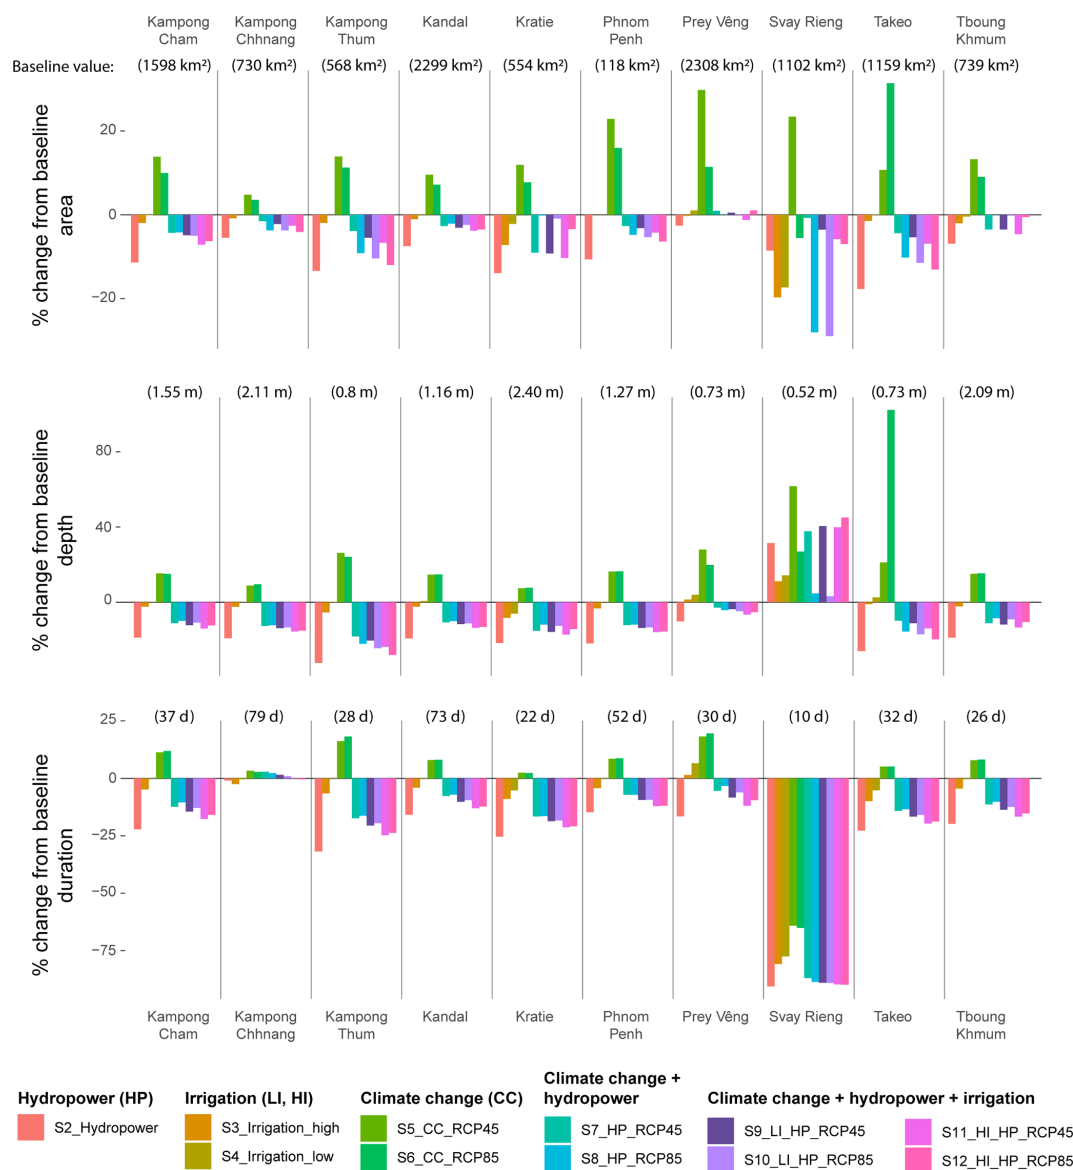 Kampong Cham
Kampong Chhnang
Kampong Thum
Kandal
Kratie
Phnom Penh
Prey Vêng
Svay Rieng
Takeo
Tboung Khmum
Baseline value: (1598 km²) (730 km²) (568 km²) (2299 km²) (554 km²) (118 km²) (2308 km²) (1102 km²) (1159 km²) (739 km²)
% change from baseline
area
20
0
−20
(1.55 m) (2.11 m) (0.8 m) (1.16 m) (2.40 m) (1.27 m) (0.73 m) (0.52 m) (0.73 m) (2.09 m)
% change from baseline
depth
80
40
0
(37 d) (79 d) (28 d) (73 d) (22 d) (52 d) (30 d) (10 d) (32 d) (26 d)
% change from baseline
duration
25
0
−25
−50
−75
Kampong Cham
Kampong Chhnang
Kampong Thum
Kandal
Kratie
Phnom Penh
Prey Vêng
Svay Rieng
Takeo
Tboung Khmum
Hydropower (HP)
S2_Hydropower
Irrigation (LI, HI)
S3_Irrigation_high
S4_Irrigation_low
Climate change (CC)
S5_CC_RCP45
S6_CC_RCP85
Climate change +
hydropower
S7_HP_RCP45
S8_HP_RCP85
Climate change + hydropower + irrigation
S9_LI_HP_RCP45
S10_LI_HP_RCP85
S11_HI_HP_RCP45
S12_HI_HP_RCP85